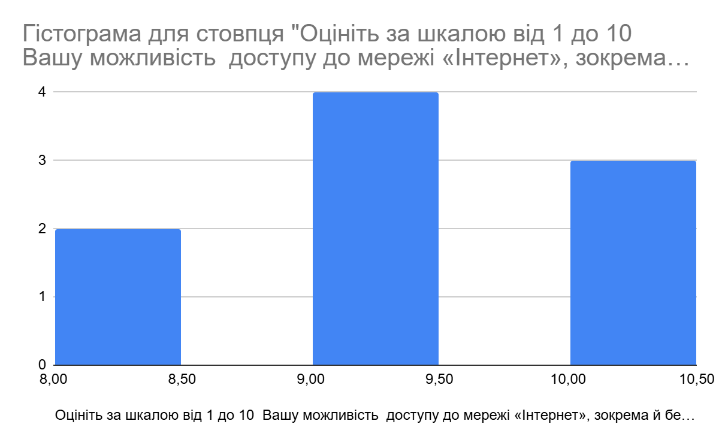 Гістограма для стовпця "Оцініть за шкалою від 1 до 10
Вашу можливість  доступу до мережі «Інтернет», зокрема…
4
3
2
1
0
8,00 8,50 9,00 9,50 10,00 10,50
Оцініть за шкалою від 1 до 10  Вашу можливість  доступу до мережі «Інтернет», зокрема й бе…